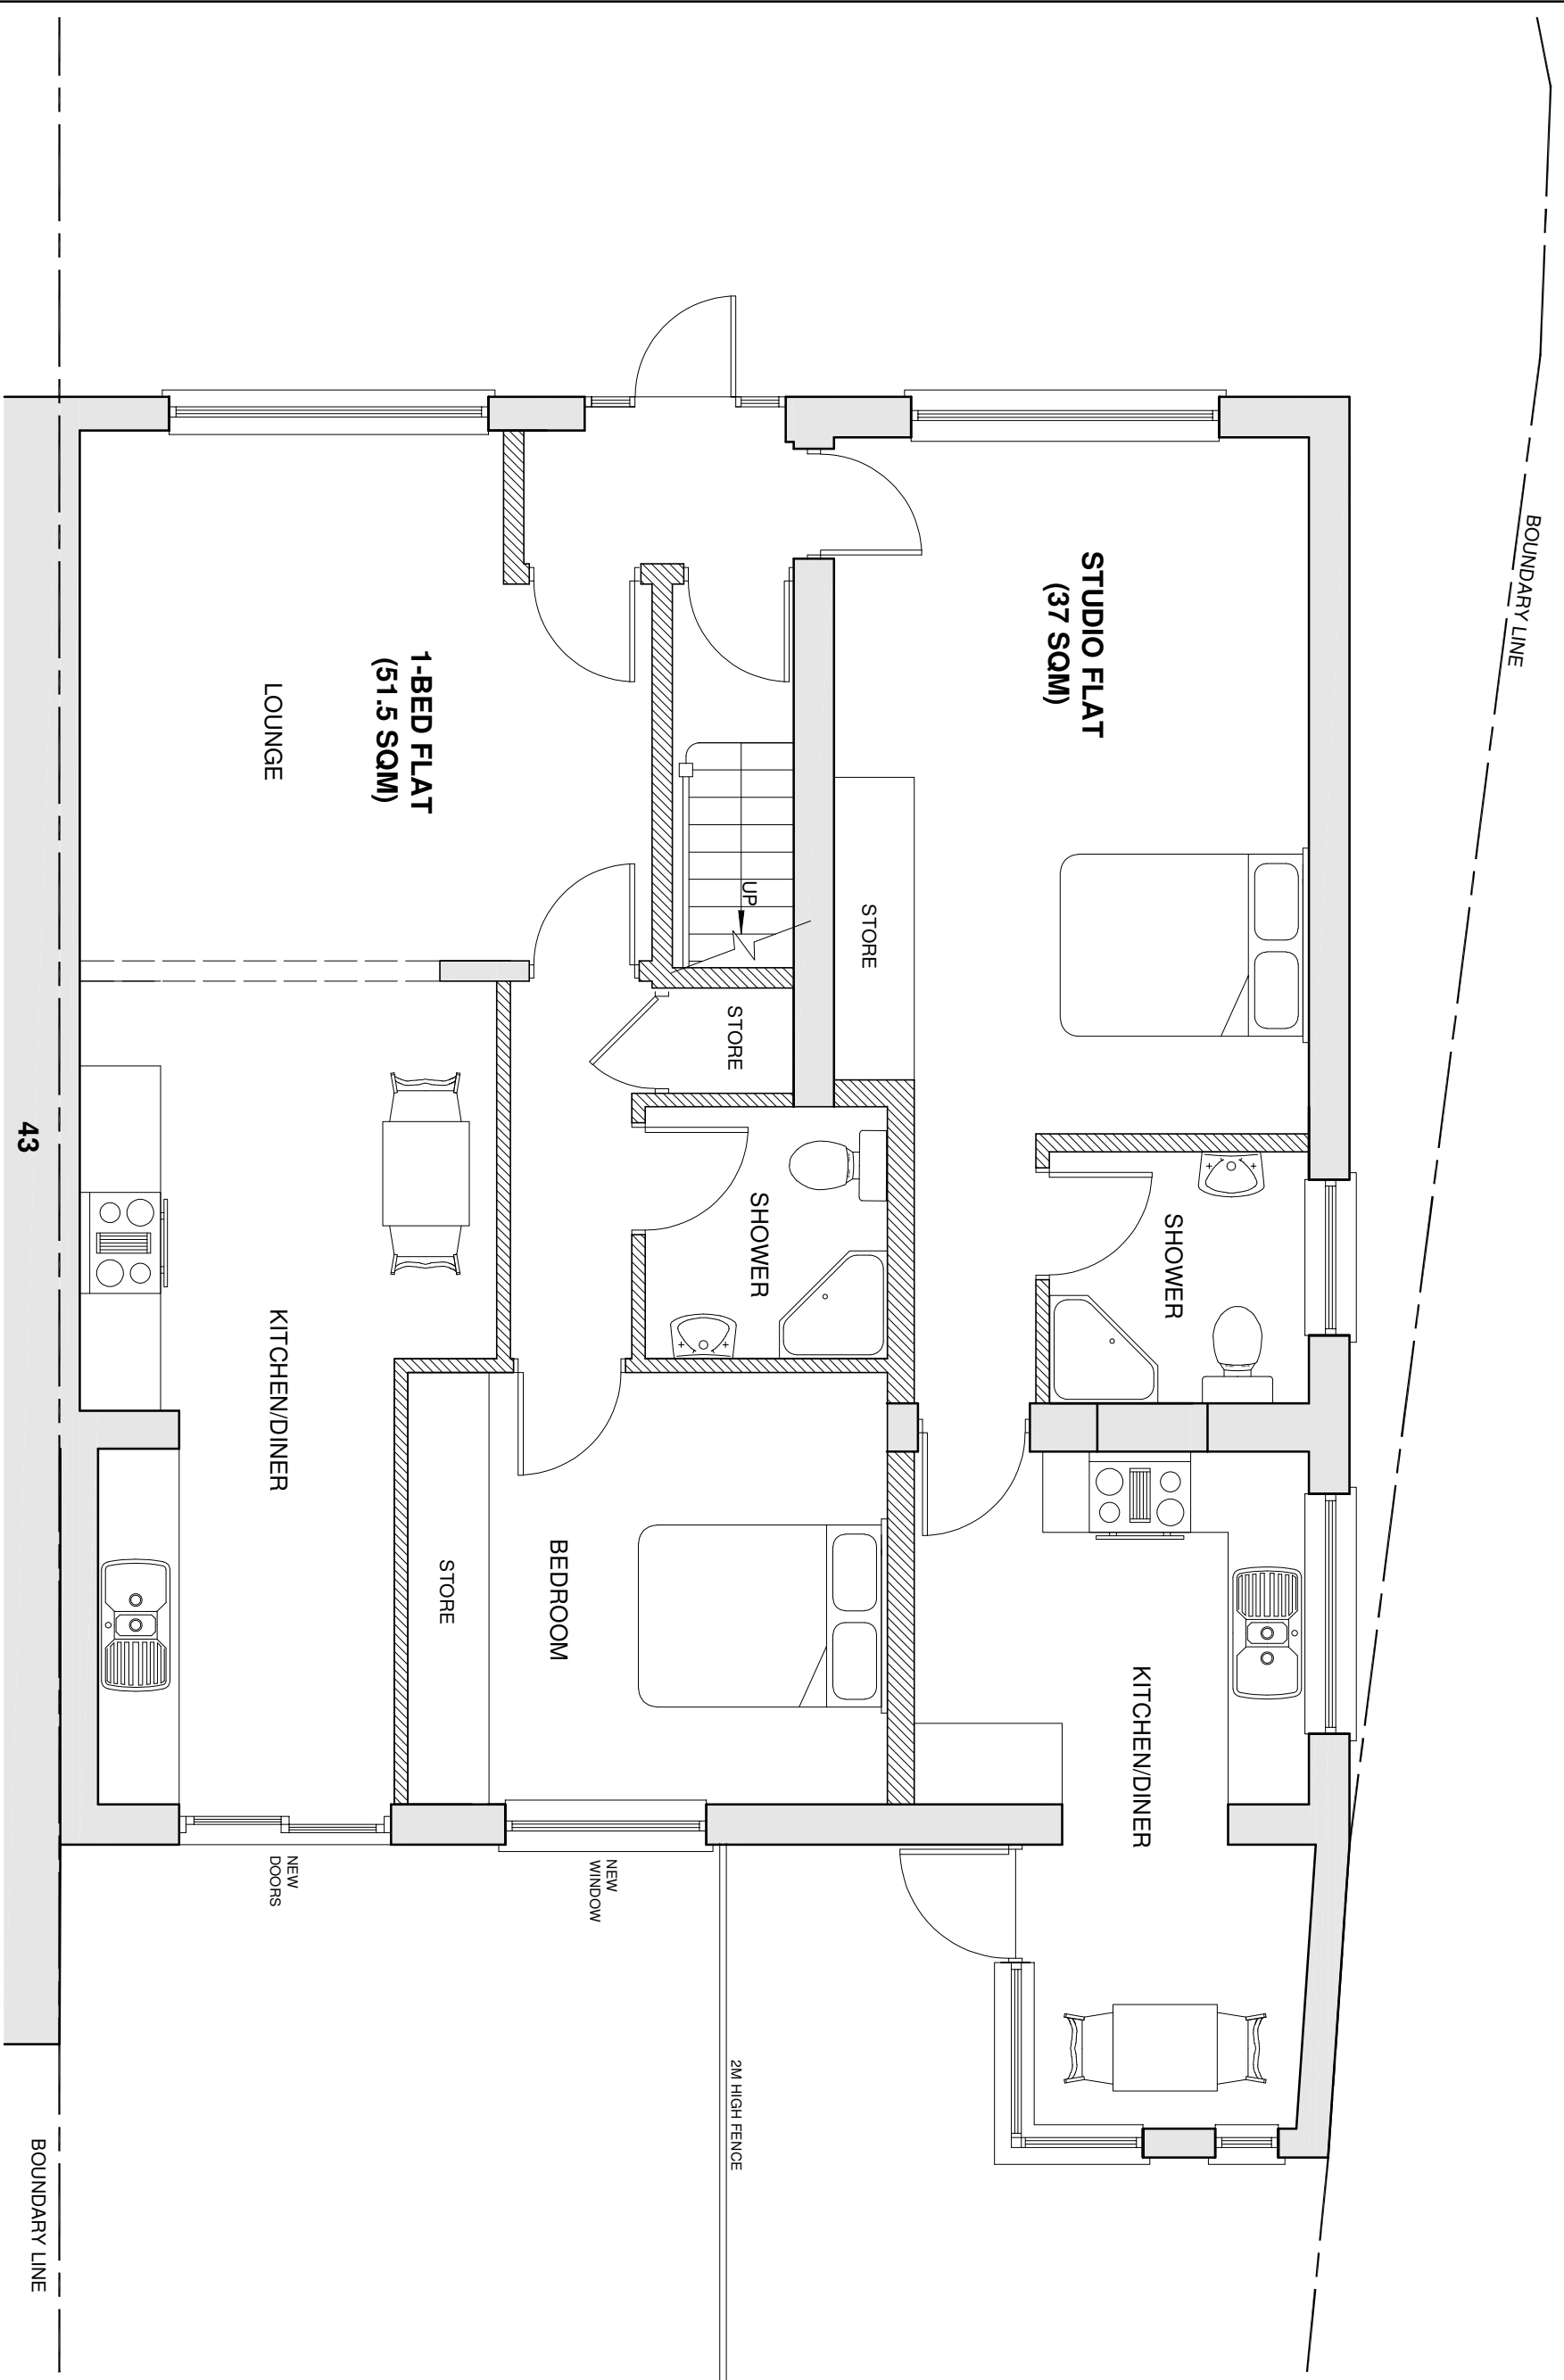 BOUNDARY LINE
STUDIO FLAT
(37 SQM)
STORE
SHOWER
KITCHEN/DINER
UP
STORE
SHOWER
1-BED FLAT
(51.5 SQM)
LOUNGE
KITCHEN/DINER
BEDROOM
STORE
NEW
WINDOW
NEW
DOORS
2M HIGH FENCE
43
BOUNDARY LINE